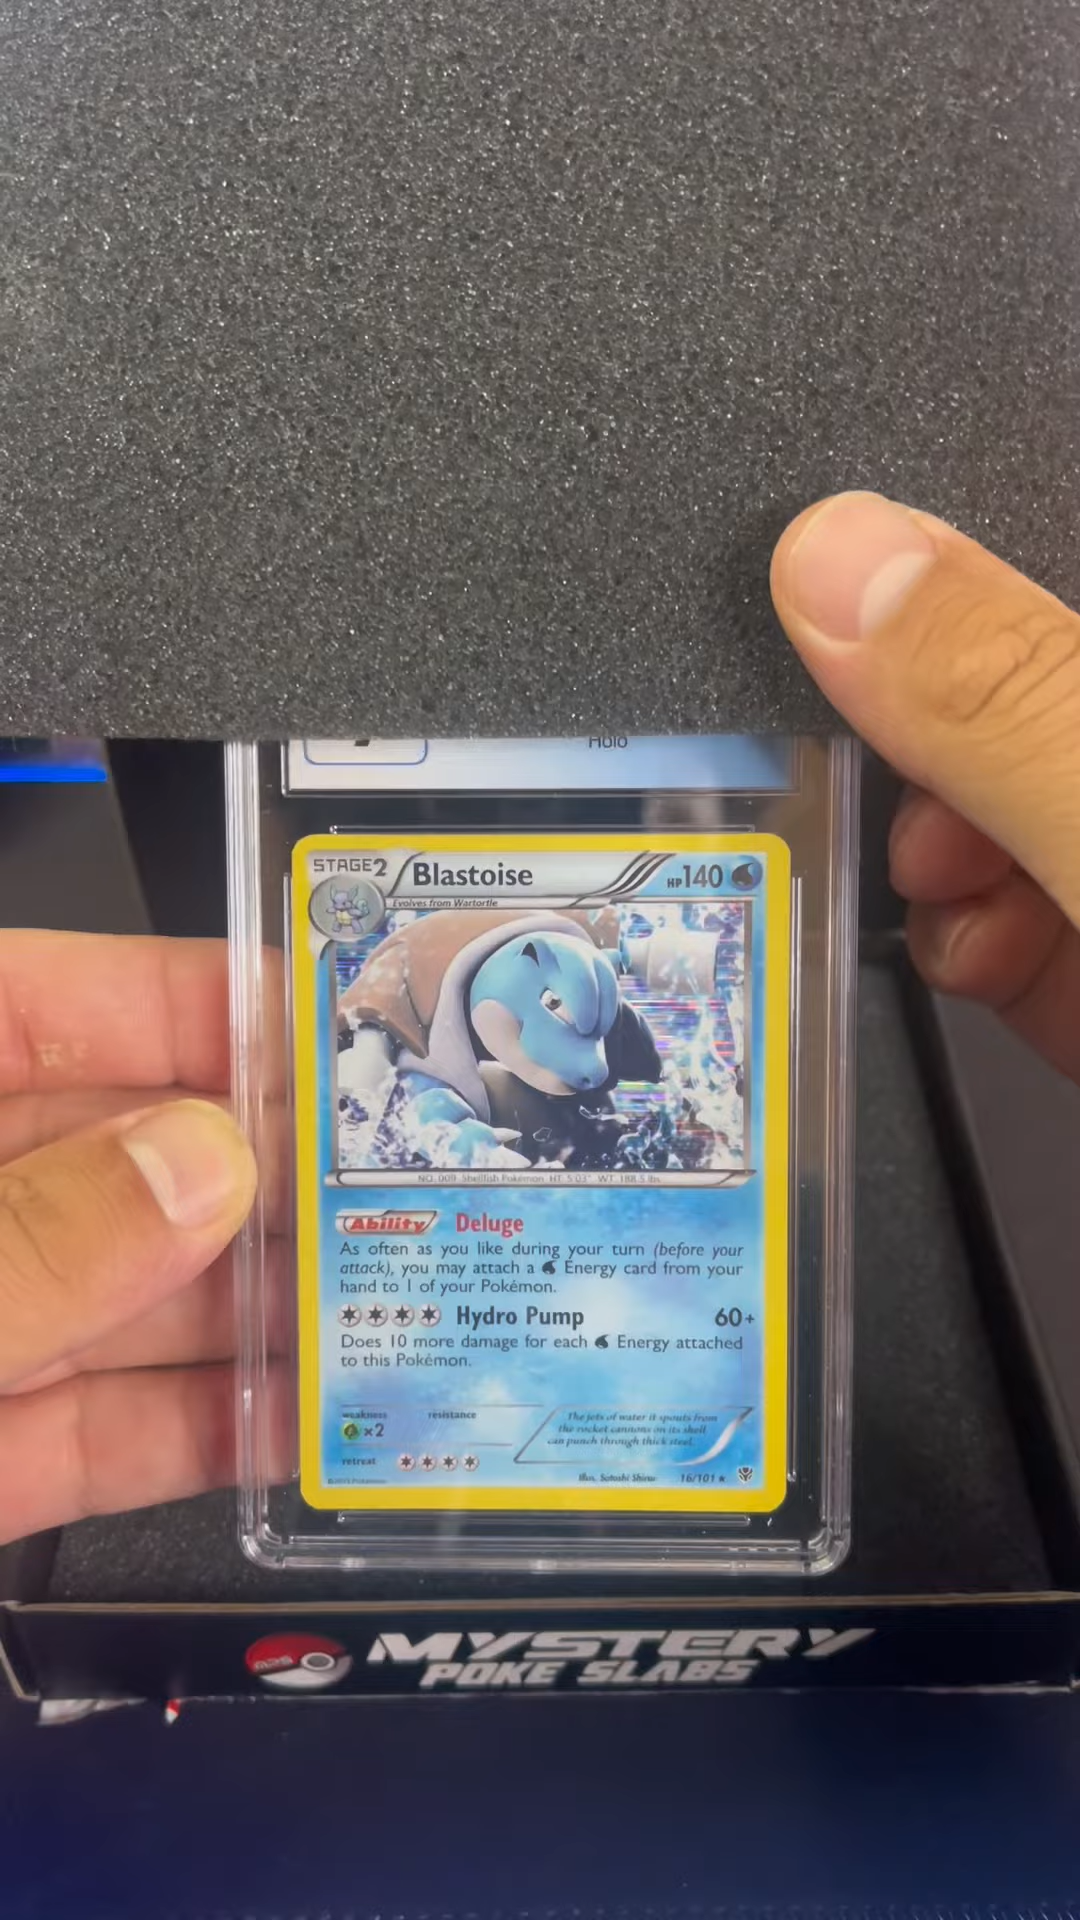 Holo
STAGE2
Blastoise
HP140
Evolves from Wartortle
NO. 009 Shellfish Pokémon HT: 5'03" WT: 188.5 lbs.
Ability Deluge
As often as you like during your turn (before your
attack), you may attach a Energy card from your
hand to 1 of your Pokémon.
Hydro Pump 60+
Does 10 more damage for each Energy attached
to this Pokémon.
weakness resistance
×2
retreat
The jets of water it spouts from
the rocket cannons on its shell
can punch through thick steel.
Illus. Satoshi Shirai 16/101 ★
MYSTERY
POKE SLABS